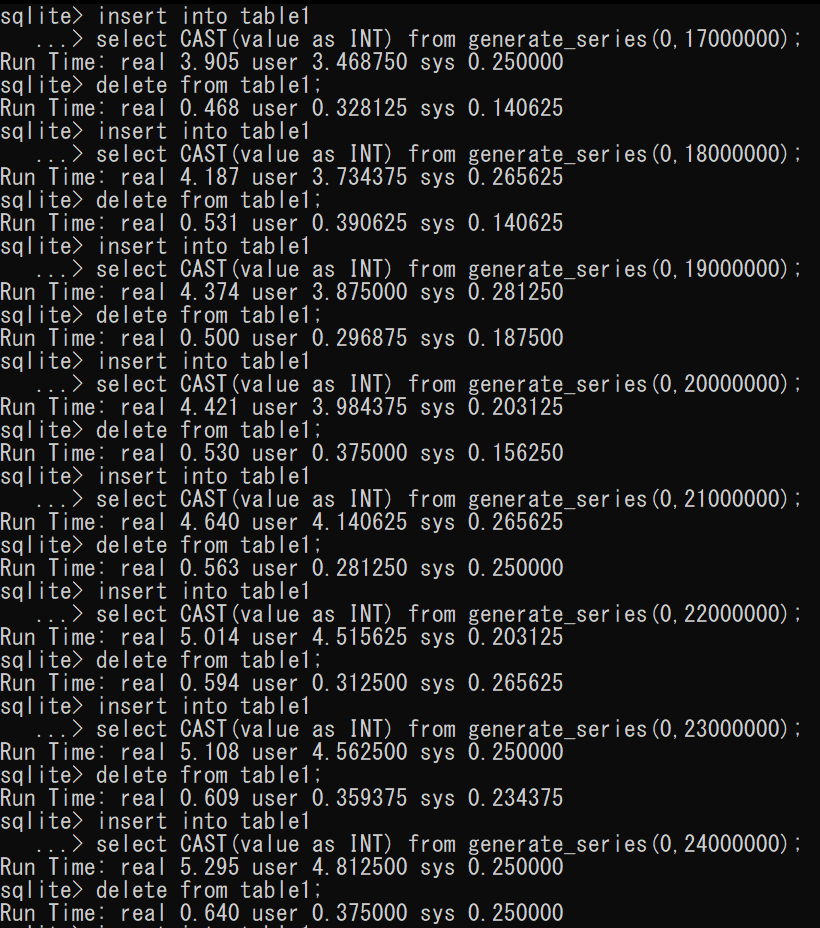 sqlite> insert into table1
   ...> select CAST(value as INT) from generate_series(0,17000000);
Run Time: real 3.905 user 3.468750 sys 0.250000
sqlite> delete from table1;
Run Time: real 0.468 user 0.328125 sys 0.140625
sqlite> insert into table1
   ...> select CAST(value as INT) from generate_series(0,18000000);
Run Time: real 4.187 user 3.734375 sys 0.265625
sqlite> delete from table1;
Run Time: real 0.531 user 0.390625 sys 0.140625
sqlite> insert into table1
   ...> select CAST(value as INT) from generate_series(0,19000000);
Run Time: real 4.374 user 3.875000 sys 0.281250
sqlite> delete from table1;
Run Time: real 0.500 user 0.296875 sys 0.187500
sqlite> insert into table1
   ...> select CAST(value as INT) from generate_series(0,20000000);
Run Time: real 4.421 user 3.984375 sys 0.203125
sqlite> delete from table1;
Run Time: real 0.530 user 0.375000 sys 0.156250
sqlite> insert into table1
   ...> select CAST(value as INT) from generate_series(0,21000000);
Run Time: real 4.640 user 4.140625 sys 0.265625
sqlite> delete from table1;
Run Time: real 0.563 user 0.281250 sys 0.250000
sqlite> insert into table1
   ...> select CAST(value as INT) from generate_series(0,22000000);
Run Time: real 5.014 user 4.515625 sys 0.203125
sqlite> delete from table1;
Run Time: real 0.594 user 0.312500 sys 0.265625
sqlite> insert into table1
   ...> select CAST(value as INT) from generate_series(0,23000000);
Run Time: real 5.108 user 4.562500 sys 0.250000
sqlite> delete from table1;
Run Time: real 0.609 user 0.359375 sys 0.234375
sqlite> insert into table1
   ...> select CAST(value as INT) from generate_series(0,24000000);
Run Time: real 5.295 user 4.812500 sys 0.250000
sqlite> delete from table1;
Run Time: real 0.640 user 0.375000 sys 0.250000